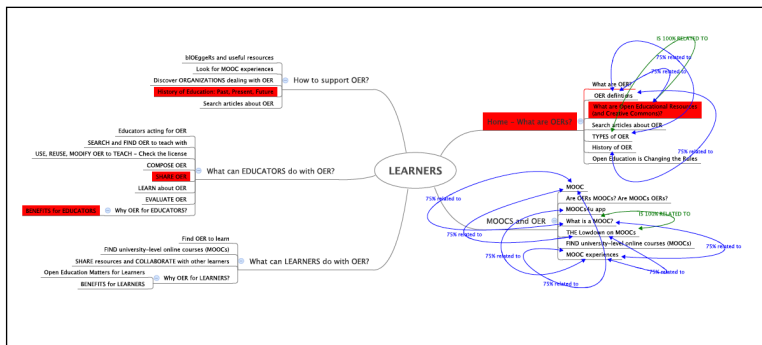 blOEggeRs and useful resources
Look for MOOC experiences
Discover ORGANIZATIONS dealing with OER
History of Education: Past, Present, Future
Search articles about OER
How to support OER?
Educators acting for OER
SEARCH and FIND OER to teach with
USE, REUSE, MODIFY OER to TEACH - Check the license
COMPOSE OER
SHARE OER
LEARN about OER
EVALUATE OER
BENEFITS for EDUCATORS
Why OER for EDUCATORS?
What can EDUCATORS do with OER?
Find OER to learn
FIND university-level online courses (MOOCs)
SHARE resources and COLLABORATE with other learners
Open Education Matters for Learners
BENEFITS for LEARNERS
Why OER for LEARNERS?
What can LEARNERS do with OER?
LEARNERS
Home - What are OERs?
What are OER?
OER defintions
What are Open Educational Resources
(and Creative Commons)?
Search articles about OER
TYPES of OER
History of OER
Open Education is Changing the Rules
IS 100% RELATED TO
75% related to
75% related to
75% related to
MOOCS and OER
MOOC
Are OERs MOOCs? Are MOOCs OERs?
MOOCs4u app
What is a MOOC?
THE Lowdown on MOOCs
FIND university-level online courses (MOOCs)
MOOC experiences
IS 100% RELATED TO
75% related to
75% related to
75% related to
75% related to
75% related to
75% related to
75% related to